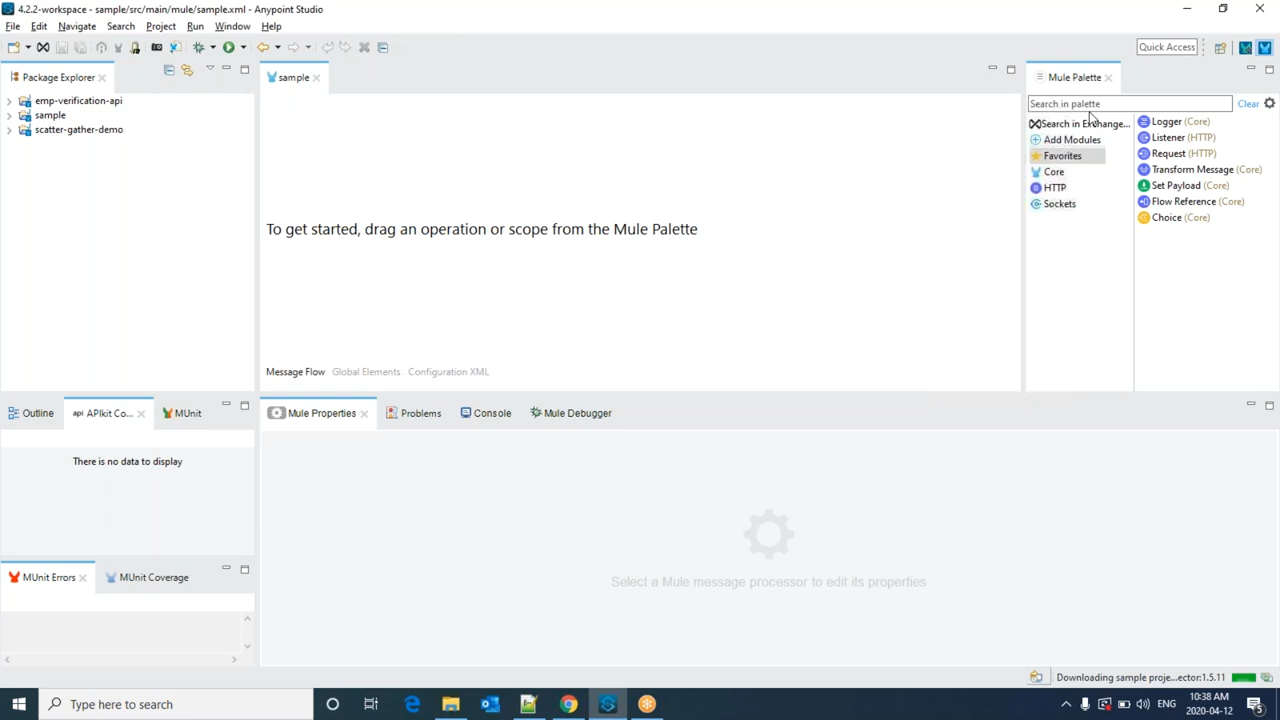 4.2.2-workspace - sample/src/main/mule/sample.xml - Anypoint Studio
File Edit Navigate Search Project Run Window Help
Quick Access
Package Explorer
emp-verification-api
sample
scatter-gather-demo
sample
To get started, drag an operation or scope from the Mule Palette
Message Flow Global Elements Configuration XML
Mule Palette
Search in palette
Clear
Search in Exchange...
Add Modules
Favorites
Core
HTTP
Sockets
Logger (Core)
Listener (HTTP)
Request (HTTP)
Transform Message (Core)
Set Payload (Core)
Flow Reference (Core)
Choice (Core)
Outline api APIkit Co... MUnit
There is no data to display
MUnit Errors MUnit Coverage
Mule Properties Problems Console Mule Debugger
Select a Mule message processor to edit its properties
Downloading sample proje...ector:1.5.11
Type here to search
ENG
10:38 AM
2020-04-12
5